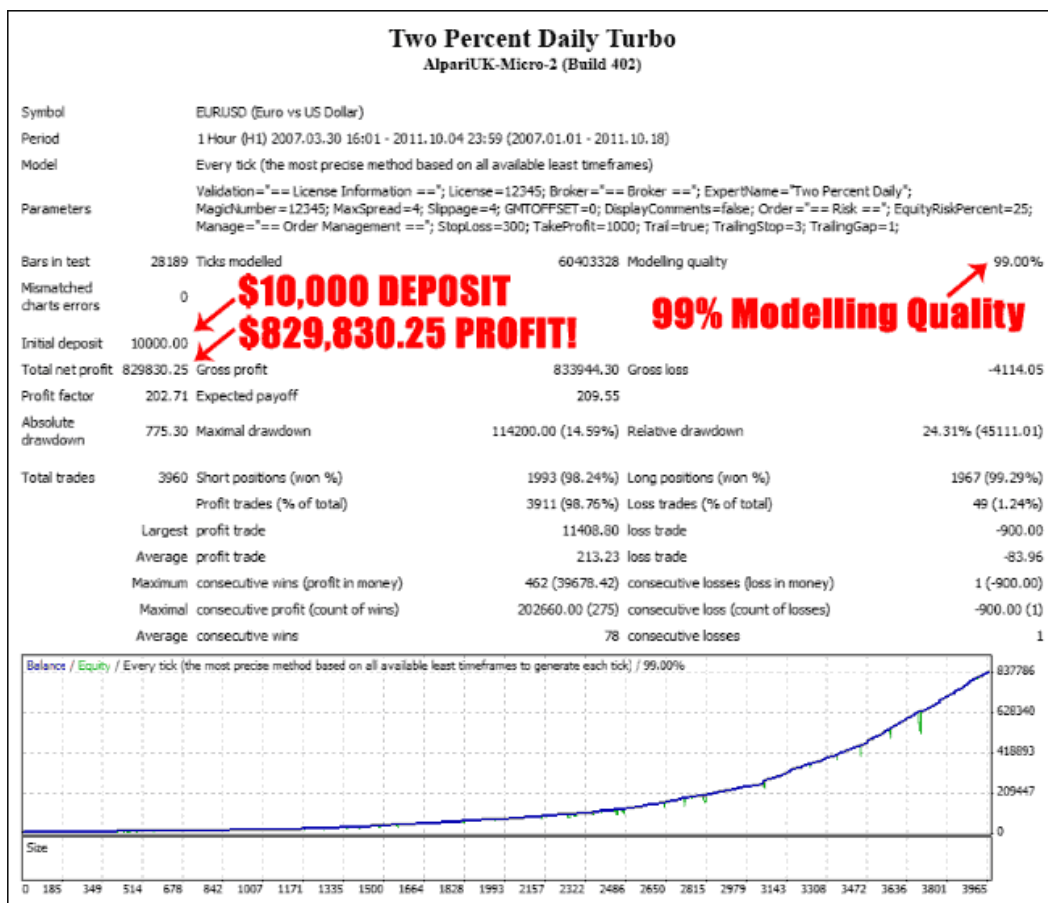 Two Percent Daily Turbo
AlpariUK-Micro-2 (Build 402)
Symbol EURUSD (Euro vs US Dollar)
Period 1 Hour (H1) 2007.03.30 16:01 - 2011.10.04 23:59 (2007.01.01 - 2011.10.18)
Model Every tick (the most precise method based on all available least timeframes)
Validation="== License Information =="; License=12345; Broker="== Broker =="; ExpertName="Two Percent Daily";
Parameters MagicNumber=12345; MaxSpread=4; Slippage=4; GMTOFFSET=0; DisplayComments=false; Order="== Risk =="; EquityRiskPercent=25;
Manage="== Order Management =="; StopLoss=300; TakeProfit=1000; Trail=true; TrailingStop=3; TrailingGap=1;
Bars in test 28189 Ticks modelled 60403328 Modelling quality 99.00%
Mismatched
charts errors 0
$10,000 DEPOSIT
99% Modelling Quality
$829,830.25 PROFIT!
Initial deposit 10000.00
Total net profit 829830.25 Gross profit 833944.30 Gross loss -4114.05
Profit factor 202.71 Expected payoff 209.55
Absolute
drawdown 775.30 Maximal drawdown 114200.00 (14.59%) Relative drawdown 24.31% (45111.01)
Total trades 3960 Short positions (won %) 1993 (98.24%) Long positions (won %) 1967 (99.29%)
Profit trades (% of total) 3911 (98.76%) Loss trades (% of total) 49 (1.24%)
Largest profit trade 11408.80 loss trade -900.00
Average profit trade 213.23 loss trade -83.96
Maximum consecutive wins (profit in money) 462 (39678.42) consecutive losses (loss in money) 1 (-900.00)
Maximal consecutive profit (count of wins) 202660.00 (275) consecutive loss (count of losses) -900.00 (1)
Average consecutive wins 78 consecutive losses 1
Balance / Equity / Every tick (the most precise method based on all available least timeframes to generate each tick) / 99.00%
837786
628340
418893
209447
0
Size
0 185 349 514 678 842 1007 1171 1335 1500 1664 1828 1993 2157 2322 2486 2650 2815 2979 3143 3308 3472 3636 3801 3965